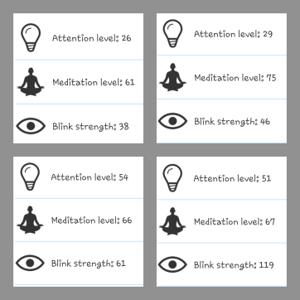 Attention level: 26
Meditation level: 61
Blink strength: 38
Attention level: 29
Meditation level: 75
Blink strength: 46
Attention level: 54
Meditation level: 66
Blink strength: 61
Attention level: 51
Meditation level: 67
Blink strength: 119